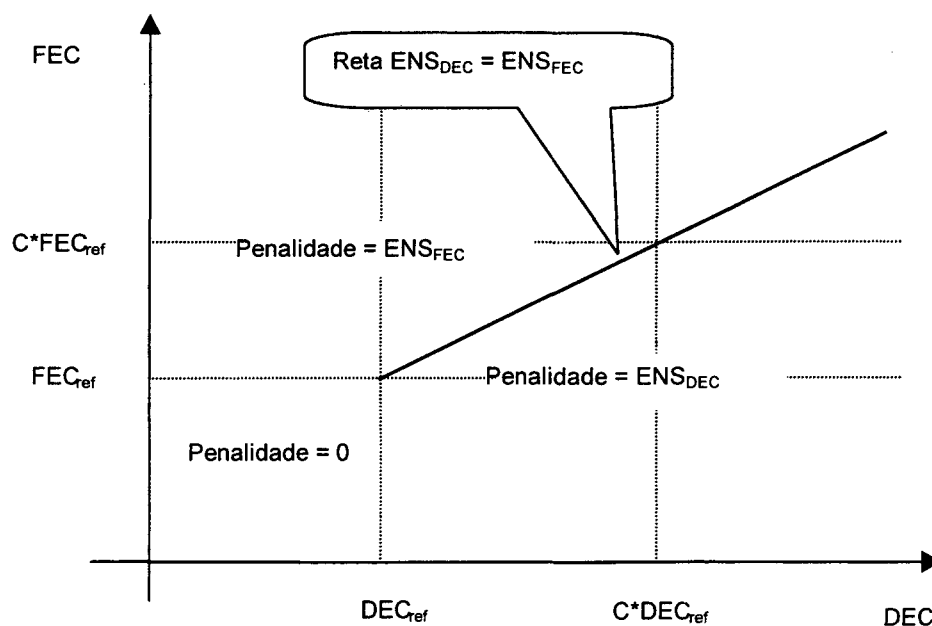 FEC
Reta ENS_DEC = ENS_FEC
C*FEC_ref
Penalidade = ENS_FEC
FEC_ref
Penalidade = ENS_DEC
Penalidade = 0
DEC_ref
C*DEC_ref
DEC